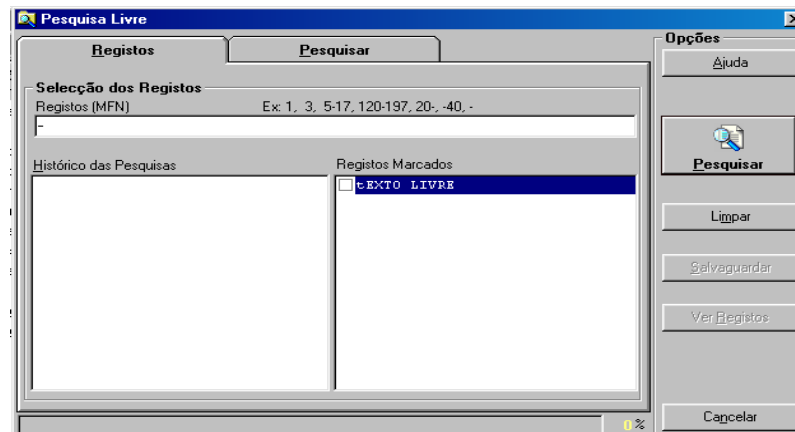 Pesquisa Livre
Registos
Pesquisar
Selecção dos Registos
Registos (MFN)
Ex: 1, 3, 5-17, 120-197, 20-, -40, -
-
Histórico das Pesquisas
Registos Marcados
tEXTO LIVRE
0%
Opções
Ajuda
Pesquisar
Limpar
Salvaguardar
Ver Registos
Cancelar